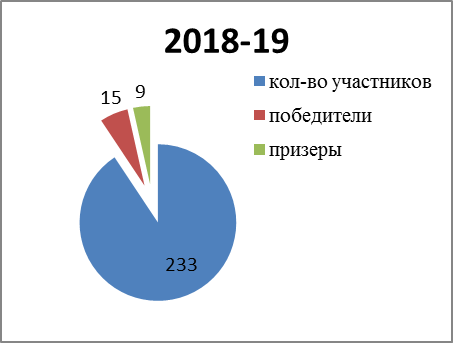 2018-19
15
9
233
кол-во участников
победители
призеры